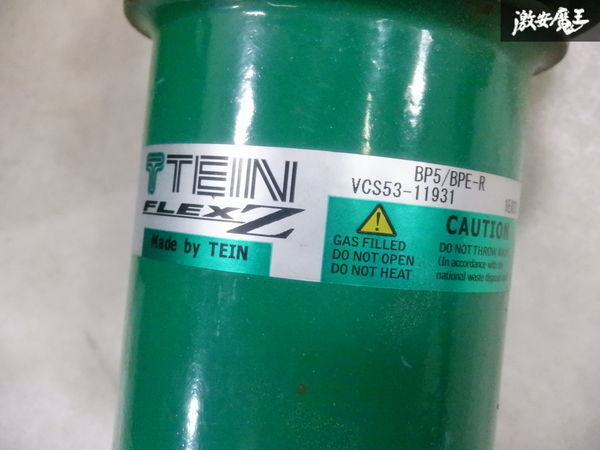 激安魔王
TEIN
FLEX Z
Made by TEIN
BP5/BPE-R
VCS53-11931
GAS FILLED
DO NOT OPEN
DO NOT HEAT
CAUTION
DO NOT THROW
(In accordance with the
national waste